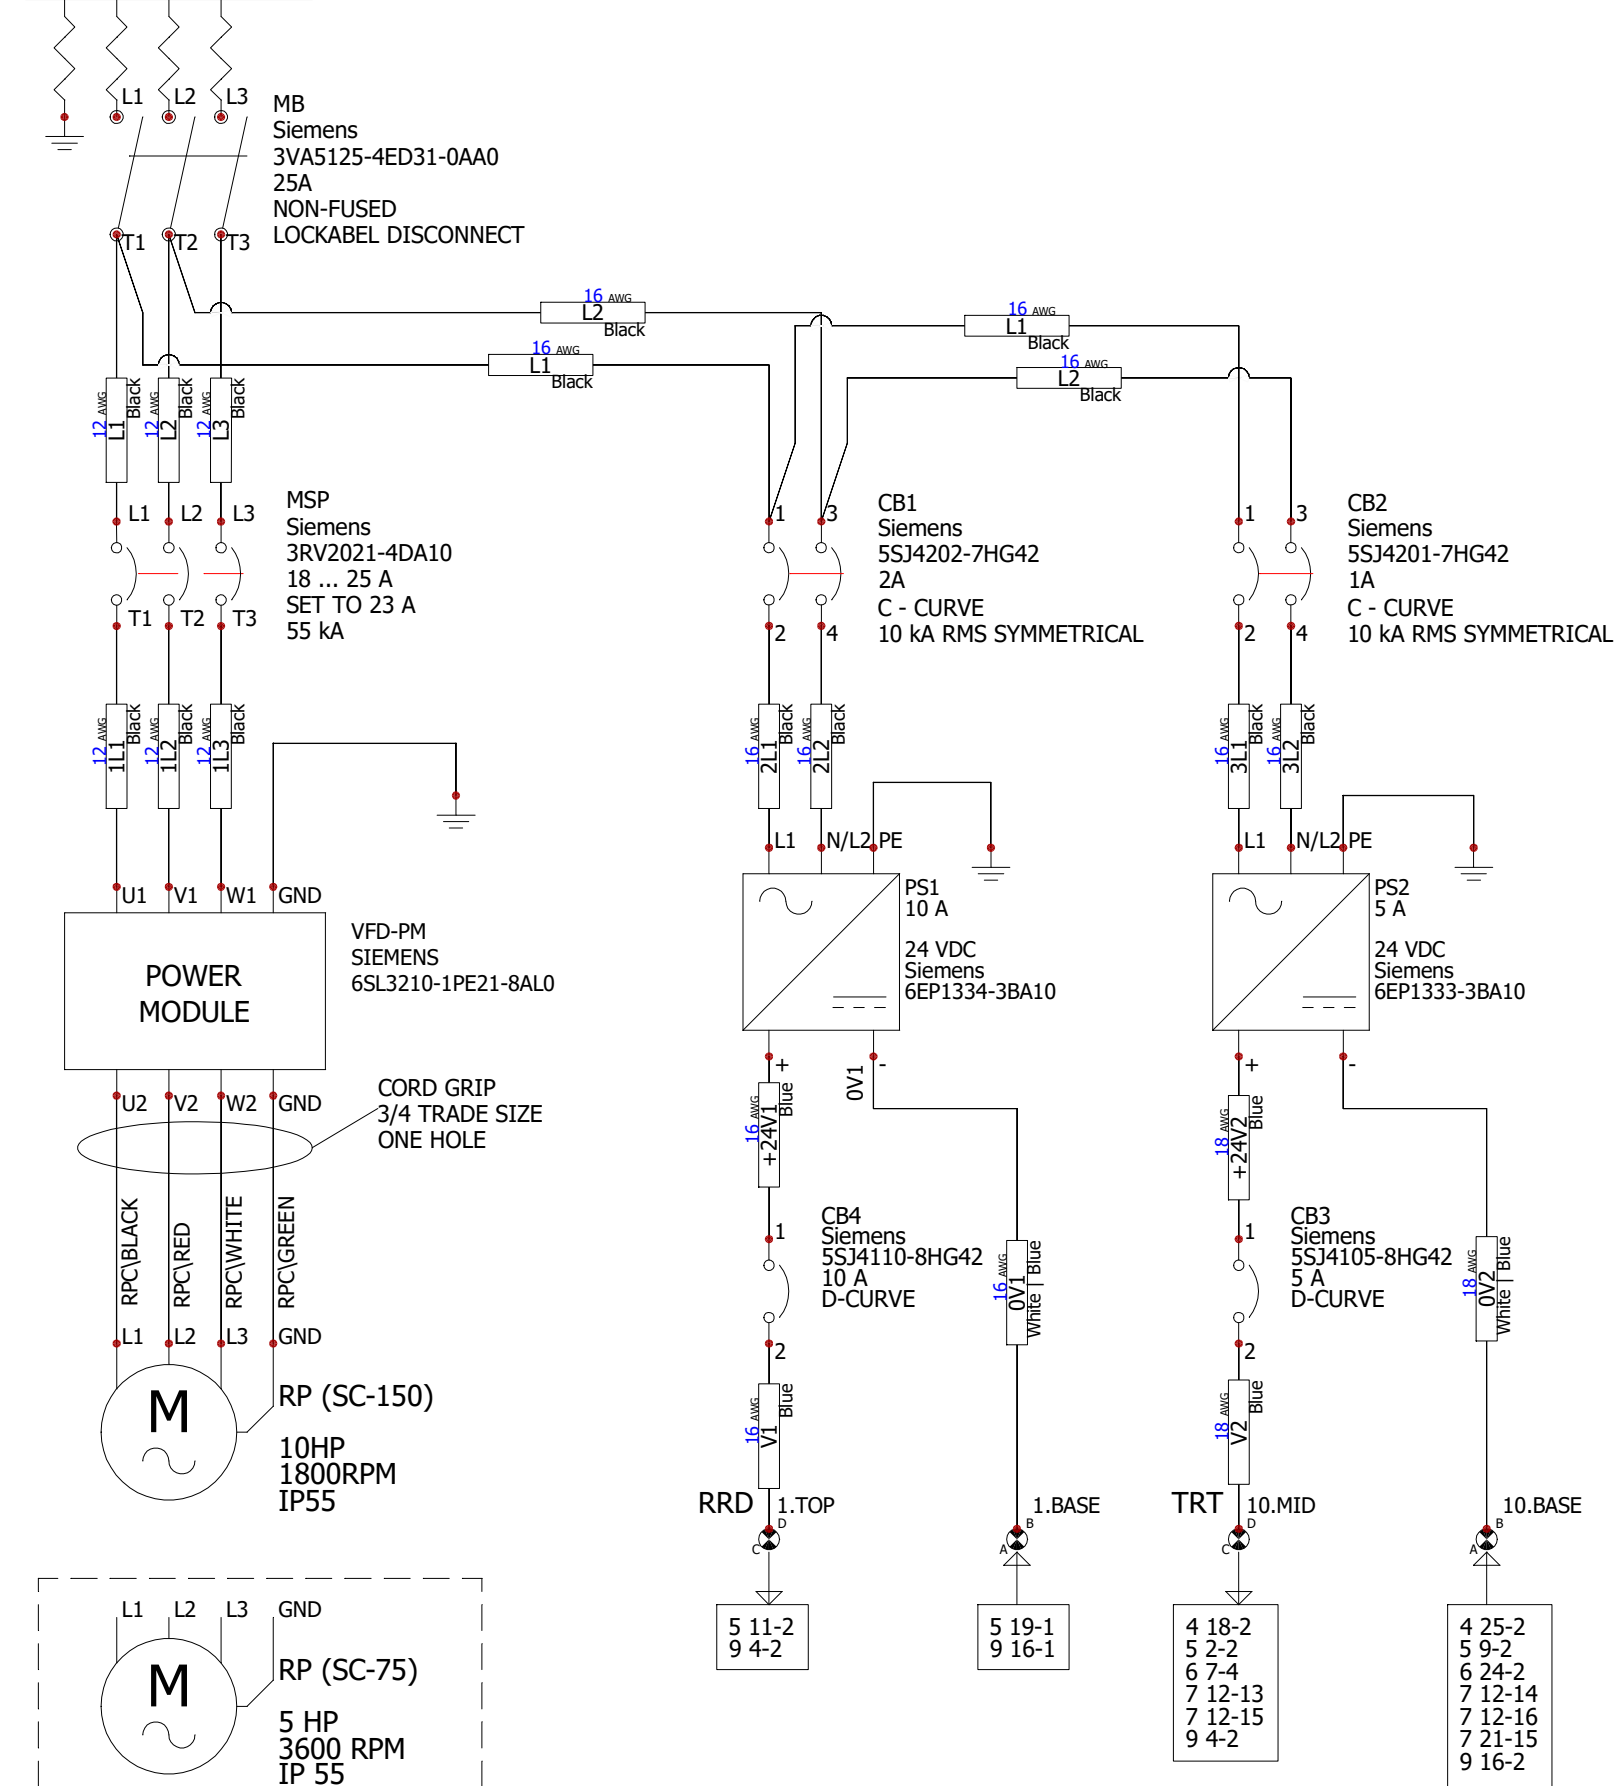 L1
L2
L3
MB
Siemens
3VA5125-4ED31-0AA0
25A
NON-FUSED
LOCKABEL DISCONNECT
T1
T2
T3
16 AWG
L2
Black
16 AWG
L1
Black
16 AWG
L1
Black
16 AWG
L2
Black
12 AWG
L1
Black
12 AWG
L2
Black
12 AWG
L3
Black
L1
L2
L3
MSP
Siemens
3RV2021-4DA10
18 ... 25 A
SET TO 23 A
55 kA
T1
T2
T3
1
3
CB1
Siemens
5SJ4202-7HG42
2A
C - CURVE
10 kA RMS SYMMETRICAL
2
4
1
3
CB2
Siemens
5SJ4201-7HG42
1A
C - CURVE
10 kA RMS SYMMETRICAL
2
4
12 AWG
1L1
Black
12 AWG
1L2
Black
12 AWG
1L3
Black
16 AWG
2L1
Black
16 AWG
2L2
Black
16 AWG
3L1
Black
16 AWG
3L2
Black
U1
V1
W1
GND
POWER
MODULE
VFD-PM
SIEMENS
6SL3210-1PE21-8AL0
L1
N/L2
PE
PS1
10 A
24 VDC
Siemens
6EP1334-3BA10
L1
N/L2
PE
PS2
5 A
24 VDC
Siemens
6EP1333-3BA10
U2
V2
W2
GND
CORD GRIP
3/4 TRADE SIZE
ONE HOLE
+
-
0V1
16 AWG
+24V1
Blue
+
-
18 AWG
+24V2
Blue
RPC\BLACK
RPC\RED
RPC\WHITE
RPC\GREEN
1
CB4
Siemens
5SJ4110-8HG42
10 A
D-CURVE
2
16 AWG
0V1
White | Blue
1
CB3
Siemens
5SJ4105-8HG42
5 A
D-CURVE
2
18 AWG
0V2
White | Blue
L1
L2
L3
GND
M
RP (SC-150)
10HP
1800RPM
IP55
16 AWG
V1
Blue
18 AWG
V2
Blue
RRD
1.TOP
D
C
1.BASE
B
A
TRT
10.MID
D
C
10.BASE
B
A
5 11-2
9 4-2
5 19-1
9 16-1
4 18-2
5 2-2
6 7-4
7 12-13
7 12-15
9 4-2
4 25-2
5 9-2
6 24-2
7 12-14
7 12-16
7 21-15
9 16-2
L1
L2
L3
GND
M
RP (SC-75)
5 HP
3600 RPM
IP 55